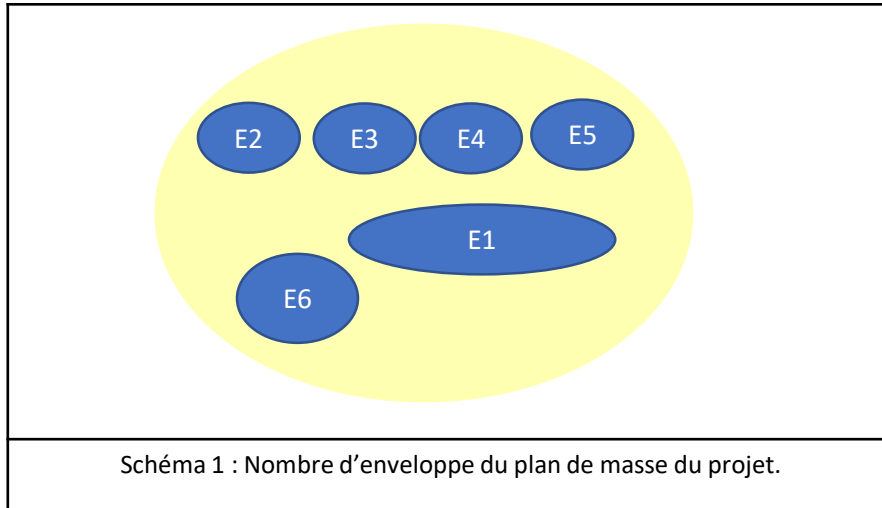 E2 E3 E4 E5
E1
E6
Schéma 1 : Nombre d'enveloppe du plan de masse du projet.